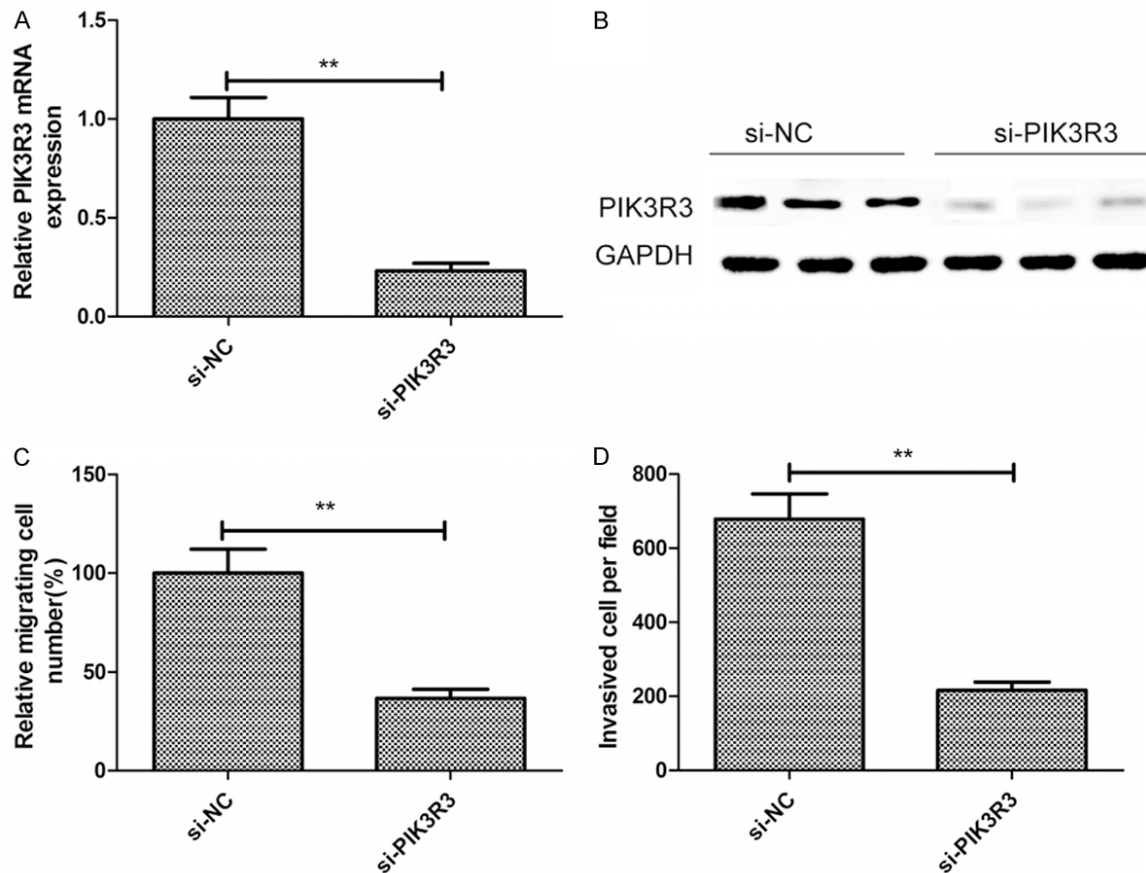 A
Relative PIK3R3 mRNA
expression
1.5
1.0
0.5
0.0
**
si-NC
si-PIK3R3
B
si-NC
si-PIK3R3
PIK3R3
GAPDH
C
Relative migrating cell
number(%)
150
100
50
0
**
si-NC
si-PIK3R3
D
Invasived cell per field
800
600
400
200
0
**
si-NC
si-PIK3R3